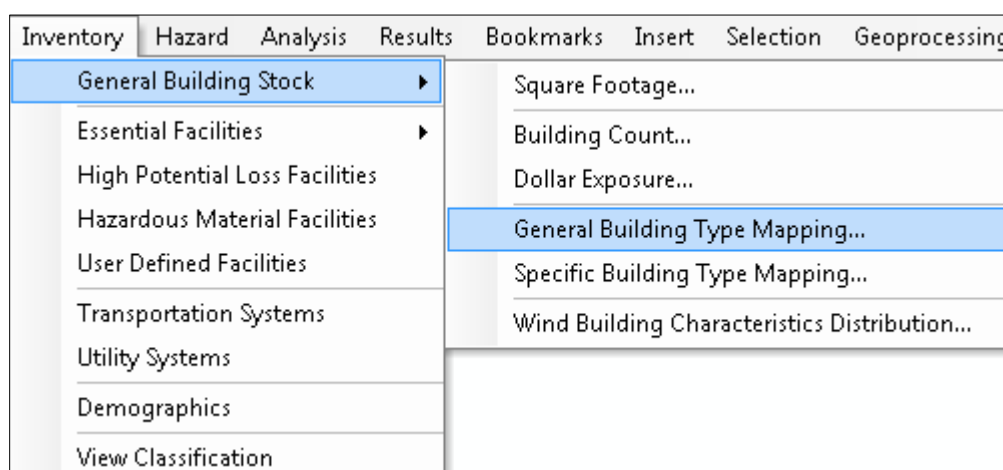 Inventory Hazard Analysis Results Bookmarks Insert Selection Geoprocessing
General Building Stock
Essential Facilities
High Potential Loss Facilities
Hazardous Material Facilities
User Defined Facilities
Transportation Systems
Utility Systems
Demographics
View Classification
Square Footage...
Building Count...
Dollar Exposure...
General Building Type Mapping...
Specific Building Type Mapping...
Wind Building Characteristics Distribution...